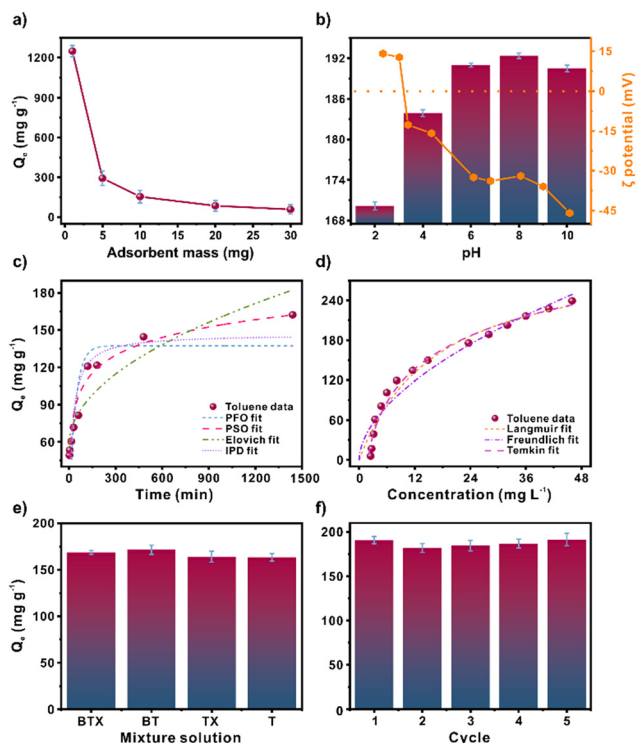 a)
Qe (mg g-1)
1200
900
600
300
0
1 5 10 20 30
Adsorbent mass (mg)
b)
192
186
180
174
168
15
0
-15
-30
-45
ζ potential (mV)
2 4 6 8 10
pH
c)
Qe (mg g-1)
180
150
120
90
60
Toluene data
PFO fit
PSO fit
Elovich fit
IPD fit
0 300 600 900 1200 1500
Time (min)
d)
240
180
120
60
0
Toluene data
Langmuir fit
Freundlich fit
Temkin fit
0 12 24 36 48
Concentration (mg L-1)
e)
Qe (mg g-1)
200
150
100
50
0
BTX BT TX T
Mixture solution
f)
200
150
100
50
0
1 2 3 4 5
Cycle